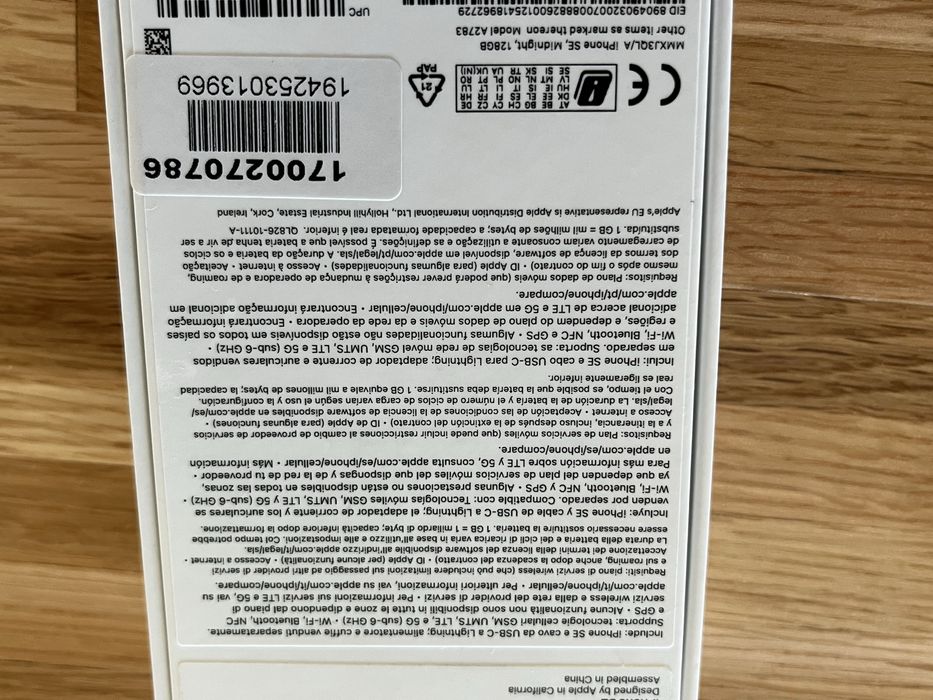 Designed by Apple in California
Assembled in China
Include: iPhone SE e cavo da USB-C a Lightning; alimentatore e cuffie venduti separatamente.
Supporta: tecnologie cellulari GSM, UMTS, LTE, e 5G (sub-6 GHz) • Wi-Fi, Bluetooth, NFC
e GPS • Alcune funzionalità non sono disponibili in tutte le zone e dipendono dal piano di
servizi wireless e dalla rete del provider di servizi • Per informazioni sui servizi LTE e 5G, vai su
apple.com/it/iphone/cellular • Per ulteriori informazioni, vai su apple.com/it/iphone/compare.
Requisiti: piano di servizi wireless (che può includere limitazioni sul passaggio ad altri provider di servizi
e sul roaming, anche dopo la scadenza del contratto) • ID Apple (per alcune funzionalità) • Accesso a internet •
Accettazione dei termini della licenza del software disponibile all'indirizzo apple.com/it/legal/sla.
La durata della batteria e dei cicli di ricarica varia in base all'utilizzo e alle impostazioni. Col tempo potrebbe
essere necessario sostituire la batteria. 1 GB = 1 miliardo di byte; capacità inferiore dopo la formattazione.
Incluye: iPhone SE y cable de USB-C a Lightning; el adaptador de corriente y los auriculares se
venden por separado. Compatible con: Tecnologías móviles GSM, UMTS, LTE y 5G (sub-6 GHz) •
Wi-Fi, Bluetooth, NFC y GPS • Algunas prestaciones no están disponibles en todas las zonas,
ya que dependen del plan de servicios móviles del que dispongas y de la red de tu proveedor •
Para más información sobre LTE y 5G, consulta apple.com/es/iphone/cellular • Más información
en apple.com/es/iphone/compare.
Requisitos: Plan de servicios móviles (que puede incluir restricciones al cambio de proveedor de servicios
y a la itinerancia, incluso después de la extinción del contrato) • ID de Apple (para algunas funciones) •
Acceso a internet • Aceptación de las condiciones de la licencia de software disponibles en apple.com/es/
legal/sla. La duración de la batería y el número de ciclos de carga varían según el uso y la configuración.
Con el tiempo, es posible que la batería deba sustituirse. 1 GB equivale a mil millones de bytes; la capacidad
real es ligeramente inferior.
Inclui: iPhone SE e cabo USB-C para Lightning; adaptador de corrente e auriculares vendidos
em separado. Suporta: as tecnologias de rede móvel GSM, UMTS, LTE e 5G (sub-6 GHz) •
Wi-Fi, Bluetooth, NFC e GPS • Algumas funcionalidades não estão disponíveis em todos os países
e regiões, e dependem do plano de dados móveis e da rede da operadora • Encontrará informação
adicional acerca de LTE e 5G em apple.com/pt/iphone/cellular • Encontrará informação adicional em
apple.com/pt/iphone/compare.
Requisitos: Plano de dados móveis (que poderá prever restrições à mudança de operadora e de roaming,
mesmo após o fim do contrato) • ID Apple (para algumas funcionalidades) • Acesso à internet • Aceitação
dos termos da licença de software, disponível em apple.com/pt/legal/sla. A duração da bateria e os ciclos
de carregamento variam consoante a utilização e as definições. É possível que a bateria tenha de vir a ser
substituída. 1 GB = mil milhões de bytes; a capacidade formatada real é inferior. QL826-10111-A
Apple's EU representative is Apple Distribution International Ltd., Hollyhill Industrial Estate, Cork, Ireland
1700270786
194253013969
CE
AT BE BG CH CY CZ DE
DK EE EL ES FI FR HR
HU IE IS IT LI LT LU
LV MT NL NO PL PT RO
SE SI SK TR UA UK(NI)
21
PAP
MMXJ3QL/A iPhone SE, Midnight, 128GB
Other items as marked thereon Model A2783
EID 89049032007008882600125418962729
UPC